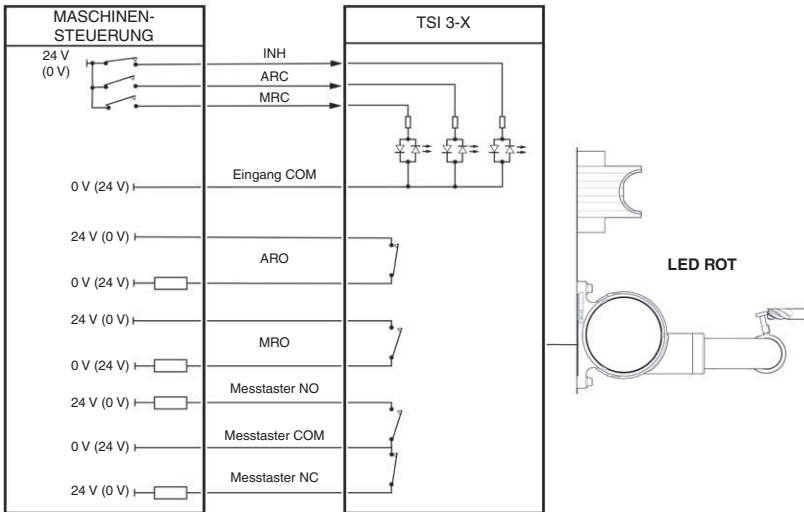 MASCHINEN-
STEUERUNG
TSI 3-X
24 V
(0 V)
INH
ARC
MRC
0 V (24 V)
Eingang COM
24 V (0 V)
ARO
0 V (24 V)
24 V (0 V)
MRO
0 V (24 V)
Messtaster NO
24 V (0 V)
Messtaster COM
0 V (24 V)
Messtaster NC
24 V (0 V)
LED ROT